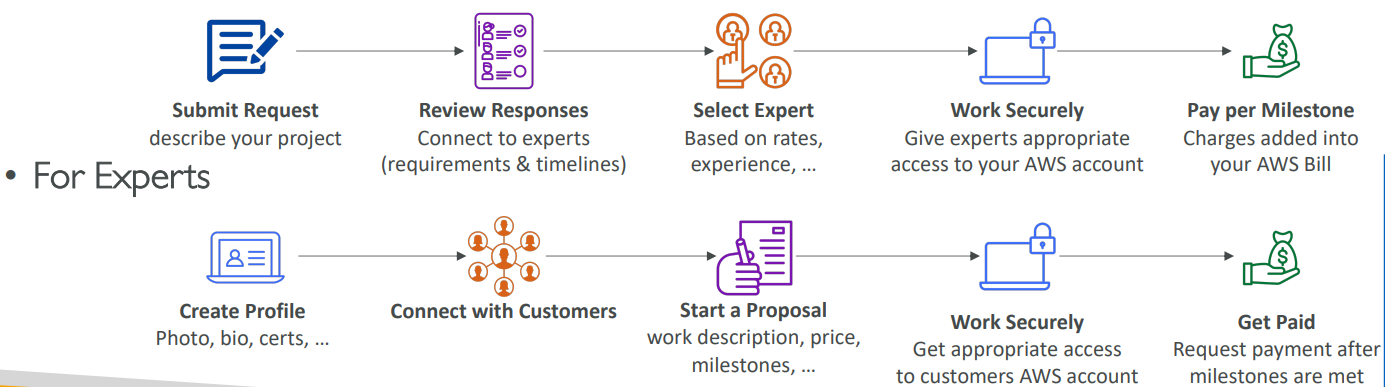 Submit Request
describe your project
Review Responses
Connect to experts
(requirements & timelines)
Select Expert
Based on rates,
experience, ...
Work Securely
Give experts appropriate
access to your AWS account
Pay per Milestone
Charges added into
your AWS Bill
• For Experts
Create Profile
Photo, bio, certs, ...
Connect with Customers
Start a Proposal
work description, price,
milestones, ...
Work Securely
Get appropriate access
to customers AWS account
Get Paid
Request payment after
milestones are met